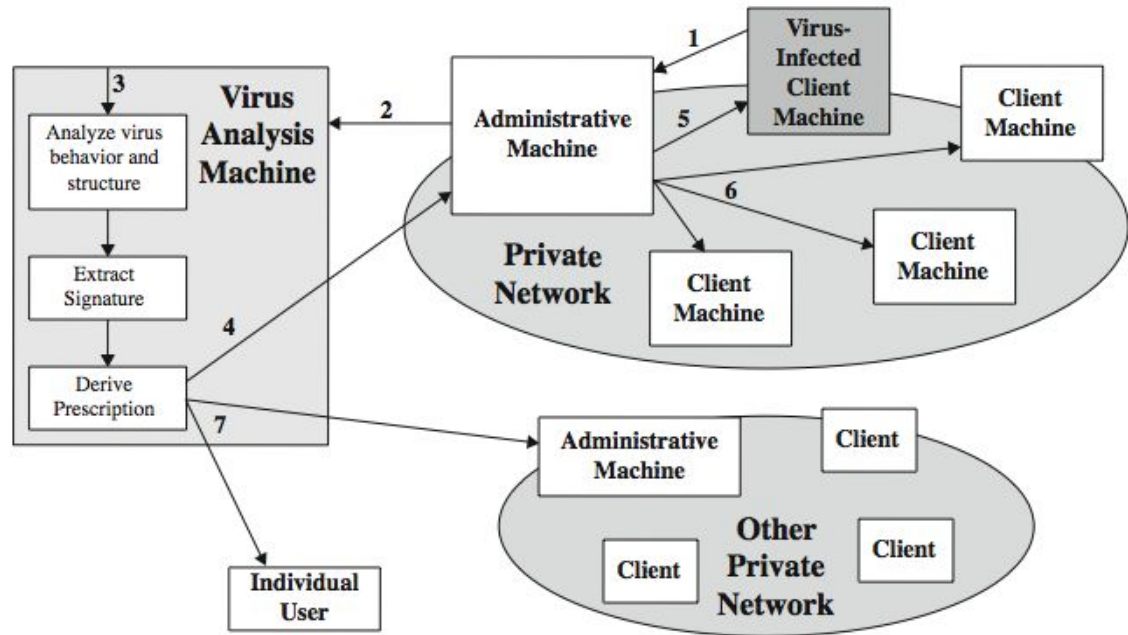 1
Virus-
Infected
Client
Machine
3
Virus
Analysis
Machine
2
Administrative
Machine
5
Client
Machine
Analyze virus
behavior and
structure
6
Client
Machine
Private
Network
Client
Machine
Extract
Signature
4
Derive
Prescription
7
Administrative
Machine
Client
Other
Private
Network
Client
Client
Individual
User